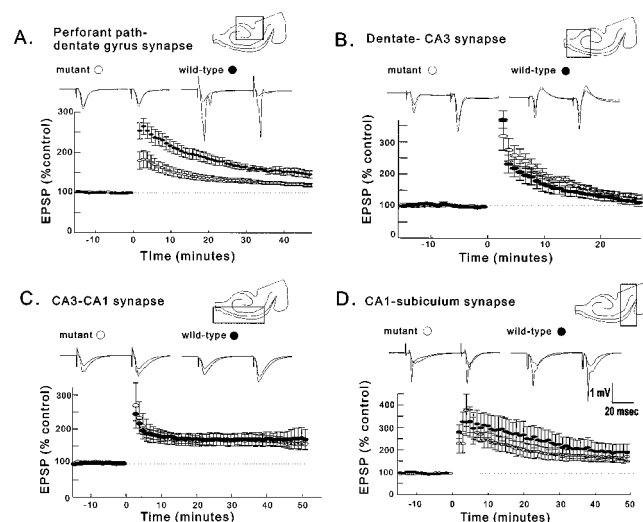 A. Perforant path-
dentate gyrus synapse
mutant wild-type
EPSP (% control)
300
200
100
0
-10 0 10 20 30 40
Time (minutes)
B. Dentate- CA3 synapse
mutant wild-type
EPSP (% control)
300
200
100
0
-10 0 10 20
Time (minutes)
C. CA3-CA1 synapse
mutant wild-type
EPSP (% control)
300
200
100
0
-10 0 10 20 30 40 50
Time (minutes)
D. CA1-subiculum synapse
mutant wild-type
1 mV
20 msec
EPSP (% control)
400
300
200
100
0
-10 0 10 20 30 40 50
Time (minutes)